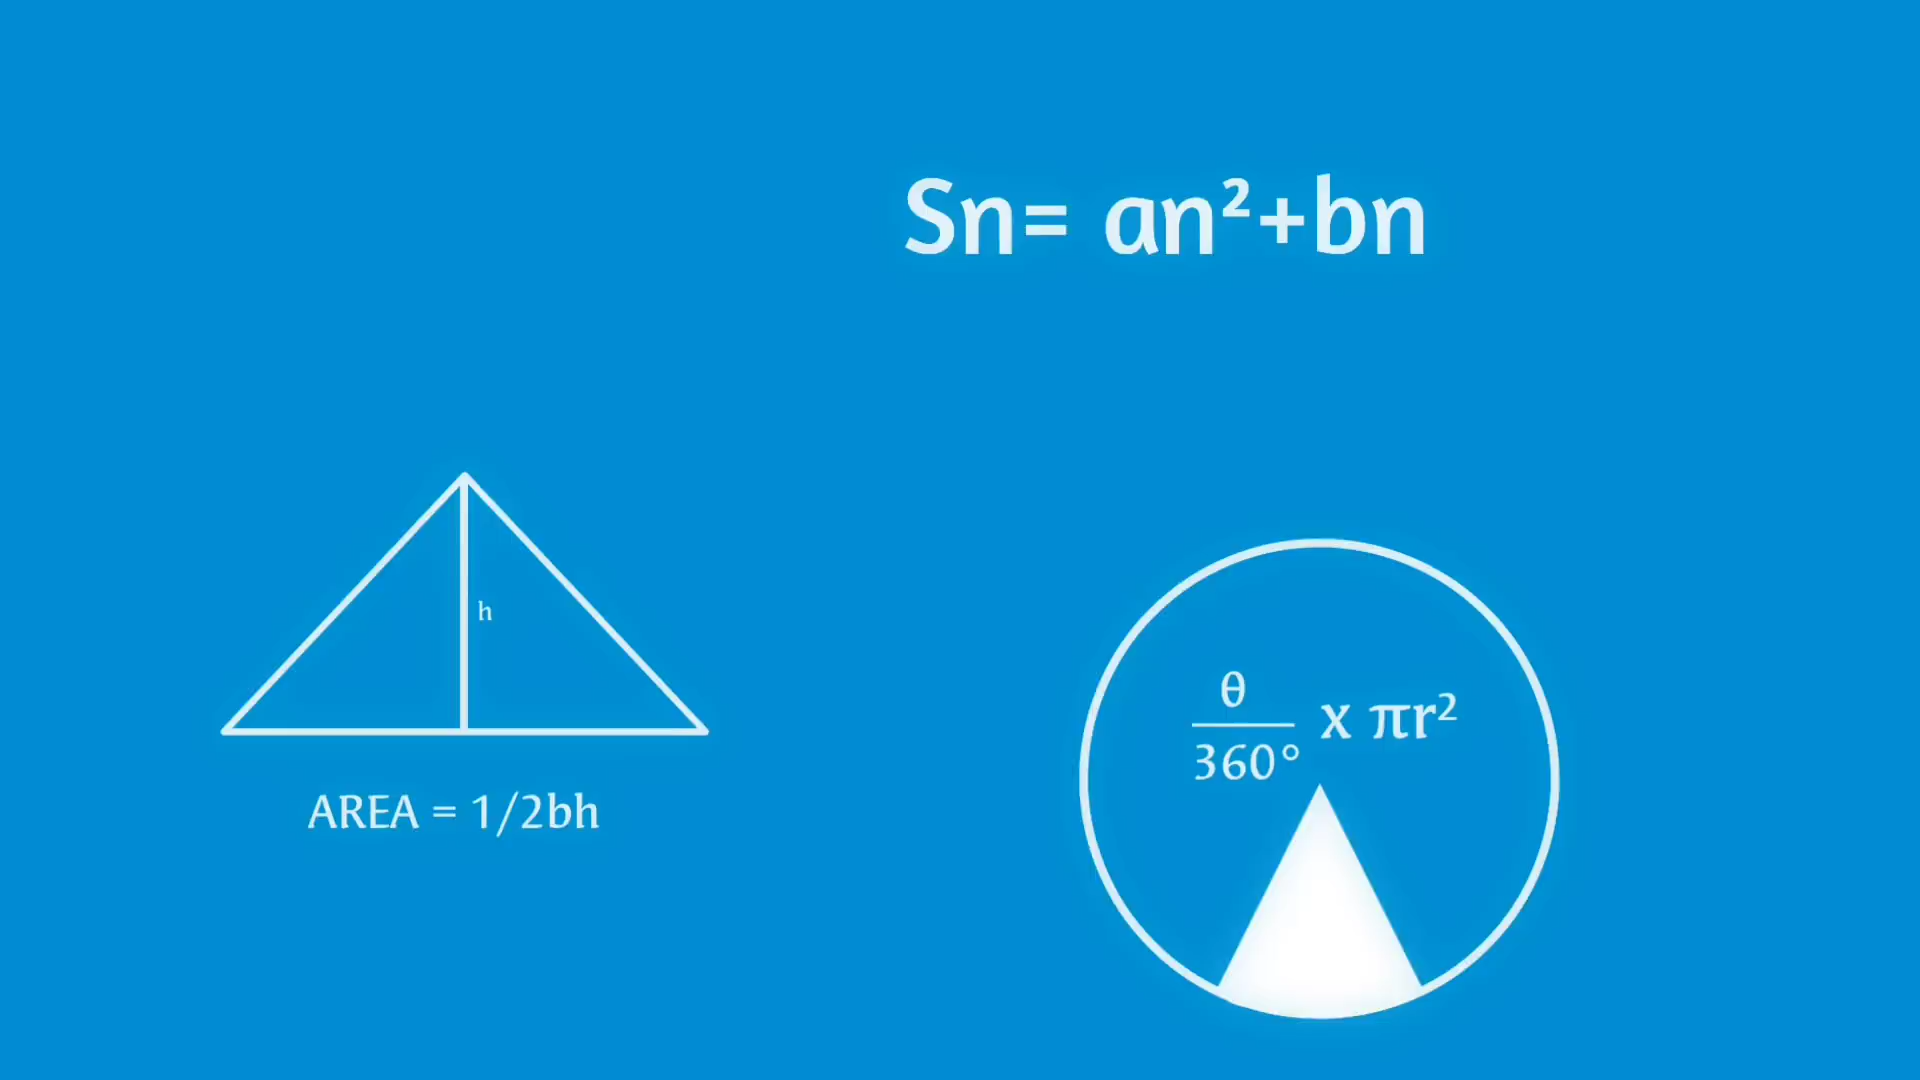 Sn= an²+bn
h
AREA = 1/2bh
θ
360°
x πr²